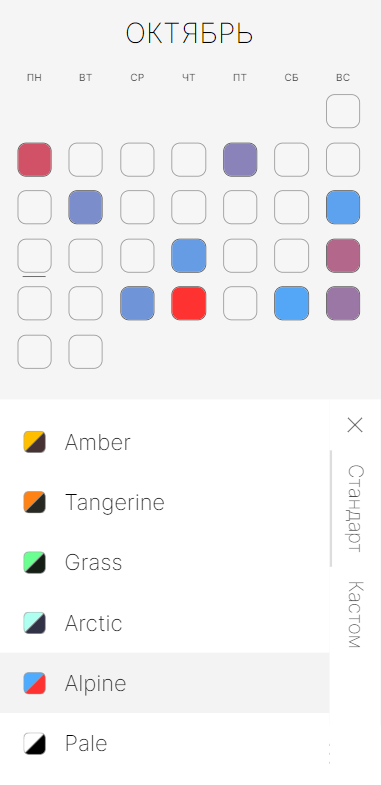 ОКТЯБРЬ
ПН ВТ СР ЧТ ПТ СБ ВС
Amber
Tangerine
Grass
Arctic
Alpine
Pale
Стандарт
Кастом